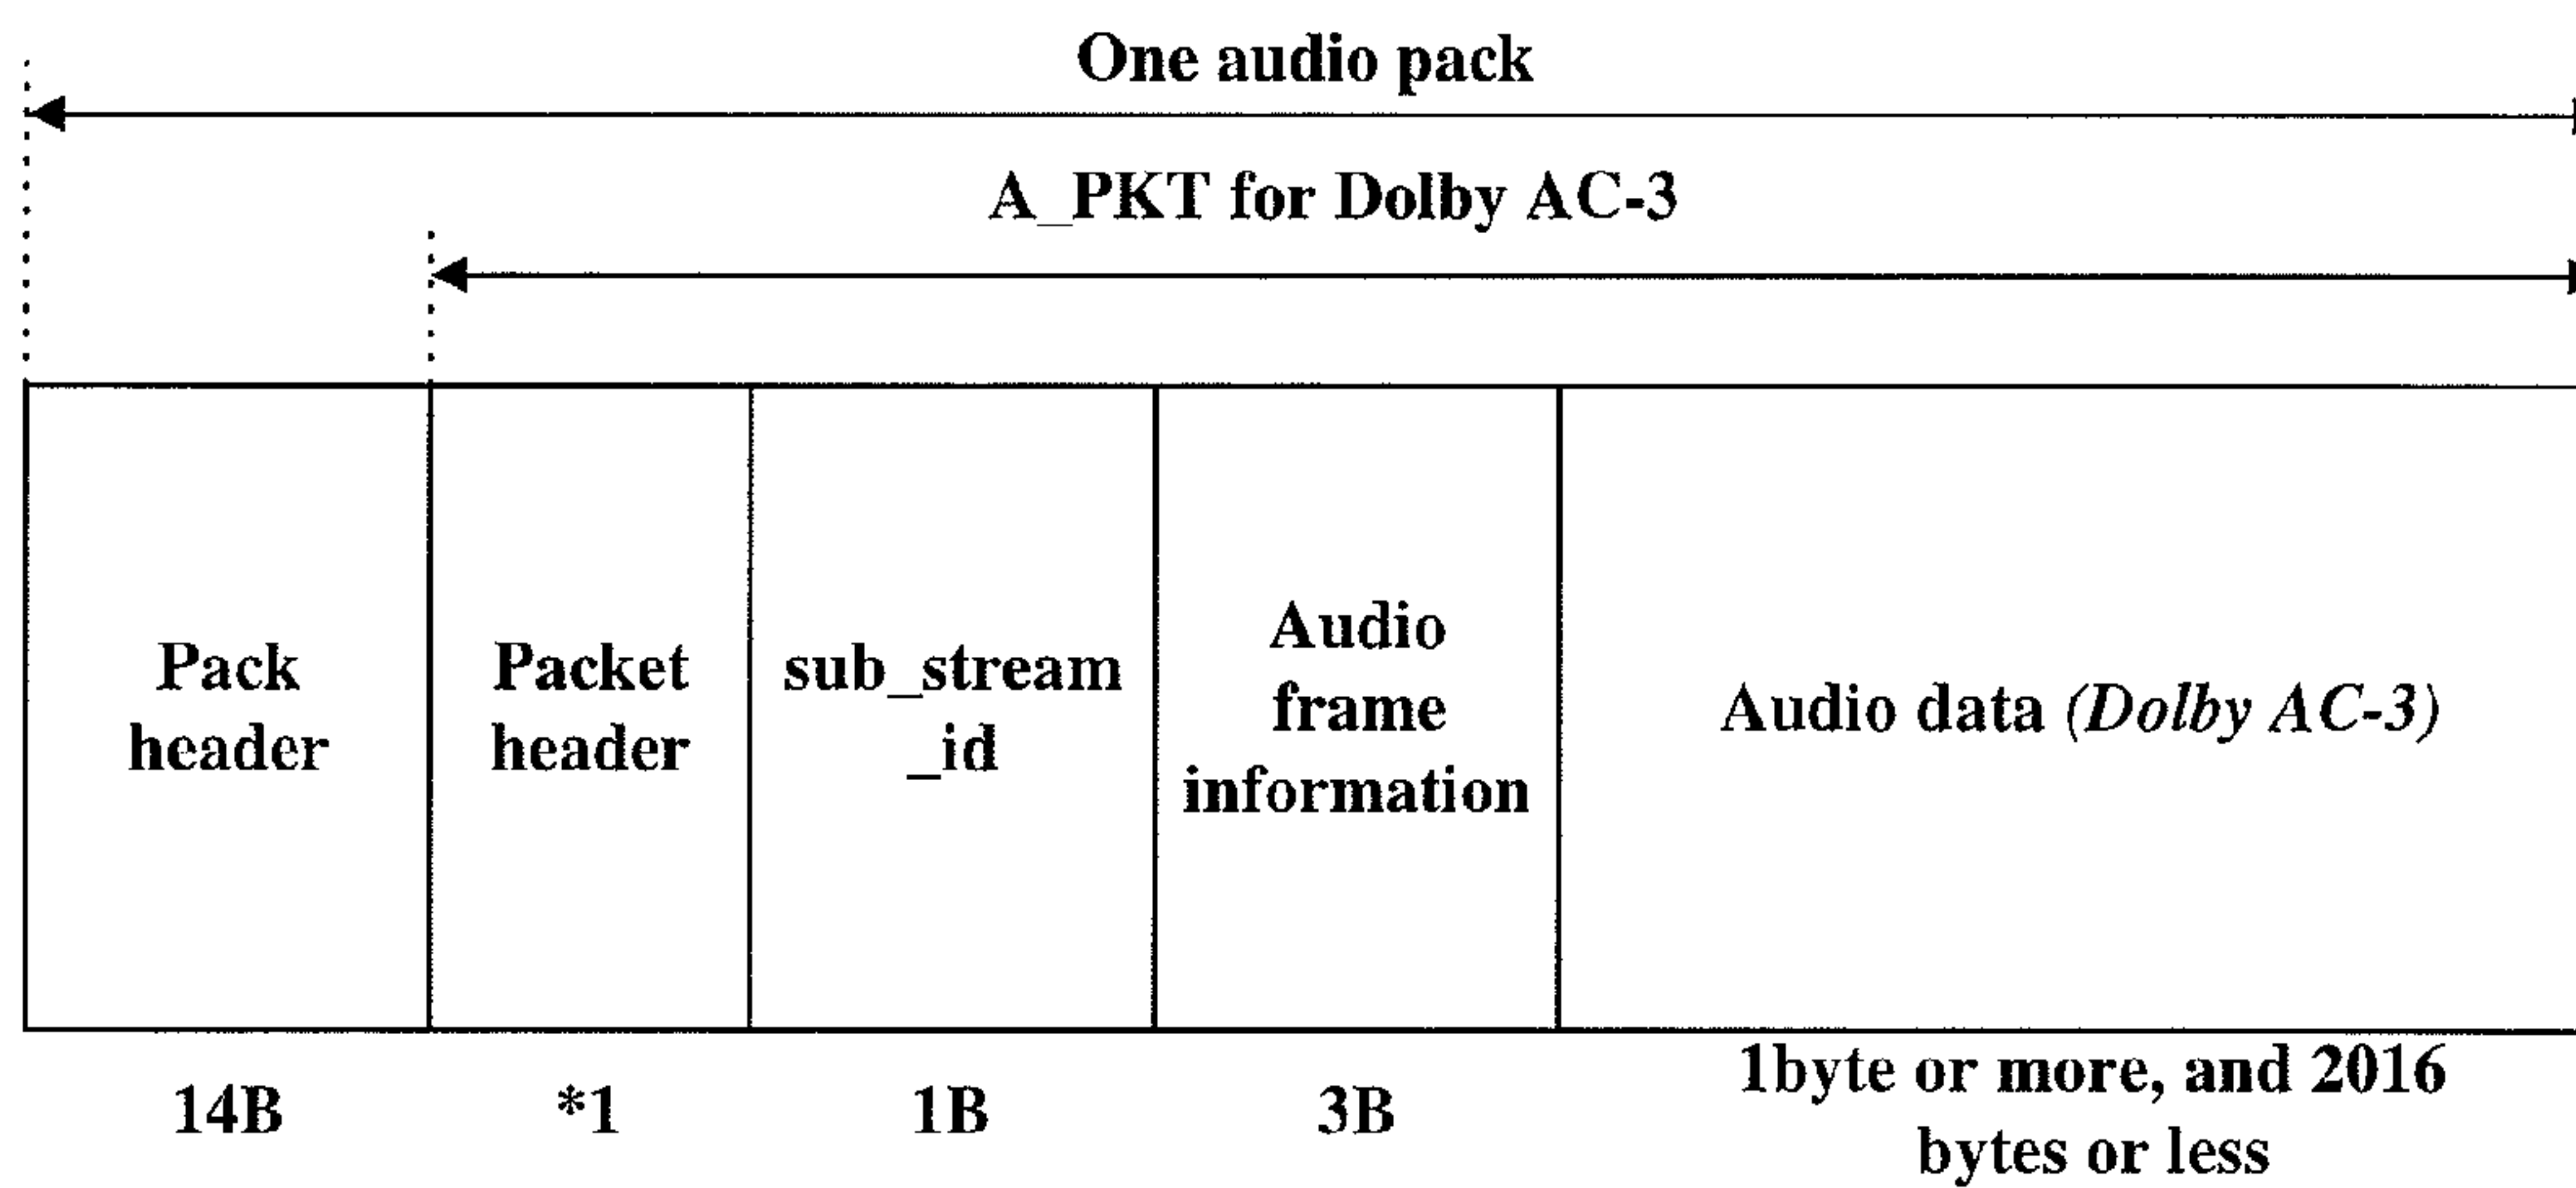 One audio pack
A_PKT for Dolby AC-3
Pack
header
Packet
header
sub_stream
_id
Audio
frame
information
Audio data (Dolby AC-3)
14B
*1
1B
3B
1byte or more, and 2016
bytes or less